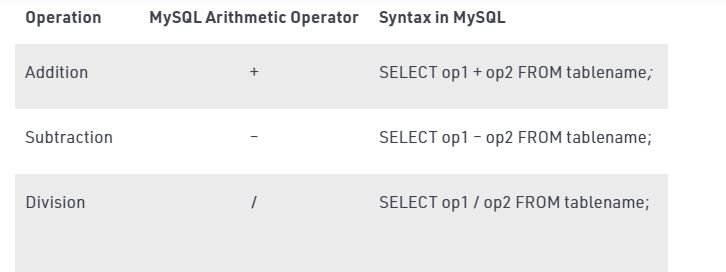 Operation MySQL Arithmetic Operator Syntax in MySQL
Addition + SELECT op1 + op2 FROM tablename;
Subtraction – SELECT op1 – op2 FROM tablename;
Division / SELECT op1 / op2 FROM tablename;